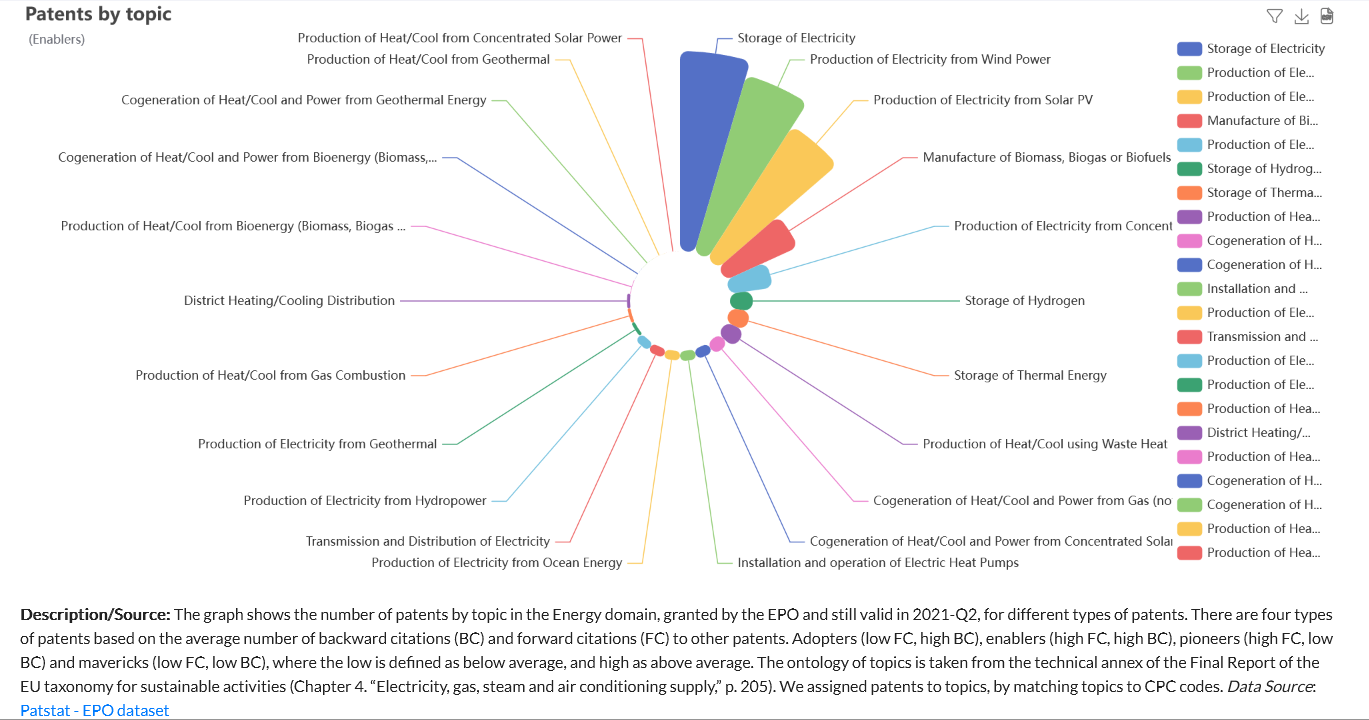 Patents by topic
(Enablers)
Production of Heat/Cool from Concentrated Solar Power
Storage of Electricity
Production of Heat/Cool from Geothermal
Production of Electricity from Wind Power
Cogeneration of Heat/Cool and Power from Geothermal Energy
Production of Electricity from Solar PV
Cogeneration of Heat/Cool and Power from Bioenergy (Biomass,...
Manufacture of Biomass, Biogas or Biofuels
Production of Heat/Cool from Bioenergy (Biomass, Biogas ...
Production of Electricity from Concent
District Heating/Cooling Distribution
Storage of Hydrogen
Production of Heat/Cool from Gas Combustion
Storage of Thermal Energy
Production of Electricity from Geothermal
Production of Heat/Cool using Waste Heat
Production of Electricity from Hydropower
Cogeneration of Heat/Cool and Power from Gas (no
Transmission and Distribution of Electricity
Cogeneration of Heat/Cool and Power from Concentrated Solar
Production of Electricity from Ocean Energy
Installation and operation of Electric Heat Pumps
Storage of Electricity
Production of Ele...
Production of Ele...
Manufacture of Bi...
Production of Ele...
Storage of Hydrog...
Storage of Therma...
Production of Hea...
Cogeneration of H...
Cogeneration of H...
Installation and ...
Production of Ele...
Transmission and ...
Production of Ele...
Production of Ele...
Production of Hea...
District Heating/...
Production of Hea...
Cogeneration of H...
Cogeneration of H...
Production of Hea...
Production of Hea...
Description/Source: The graph shows the number of patents by topic in the Energy domain, granted by the EPO and still valid in 2021-Q2, for different types of patents. There are four types
of patents based on the average number of backward citations (BC) and forward citations (FC) to other patents. Adopters (low FC, high BC), enablers (high FC, high BC), pioneers (high FC, low
BC) and mavericks (low FC, low BC), where the low is defined as below average, and high as above average. The ontology of topics is taken from the technical annex of the Final Report of the
EU taxonomy for sustainable activities (Chapter 4. “Electricity, gas, steam and air conditioning supply,” p. 205). We assigned patents to topics, by matching topics to CPC codes. Data Source:
Patstat - EPO dataset